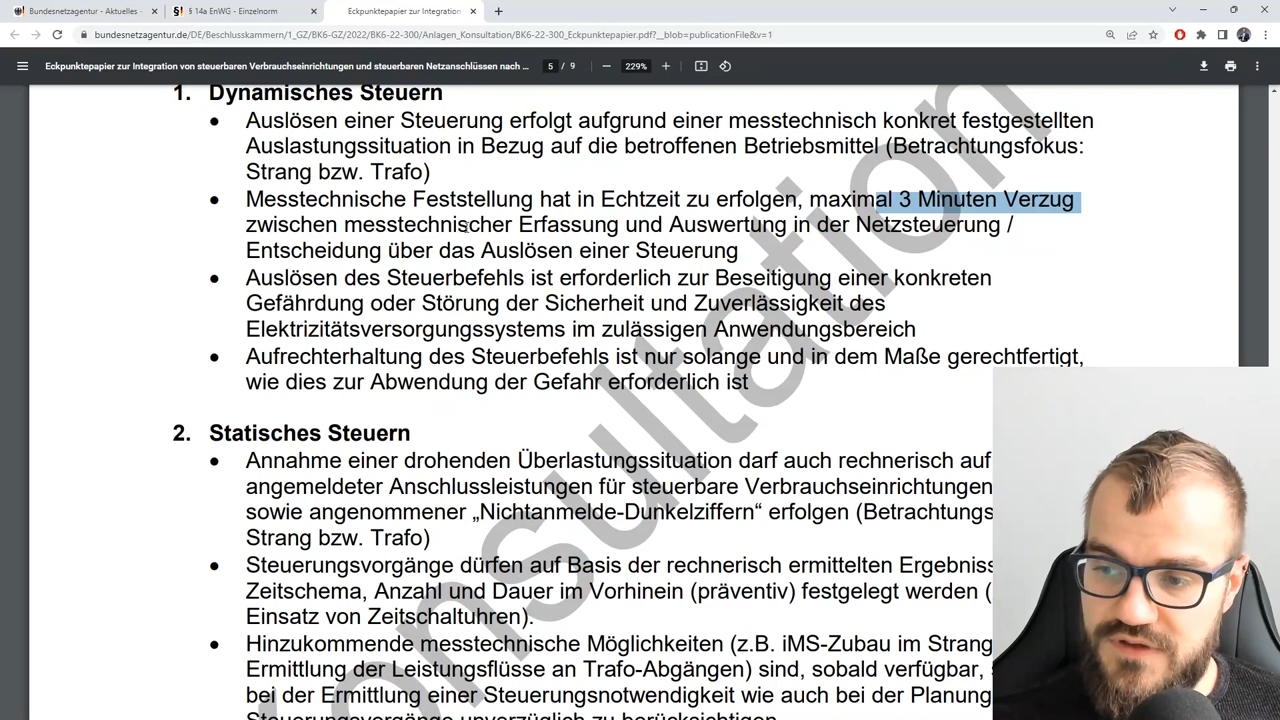 Bundesnetzagentur - Aktuelles -
§ 14a EnWG - Einzelnorm
Eckpunktepapier zur Integration
bundesnetzagentur.de/DE/Beschlusskammern/1_GZ/BK6-GZ/2022/BK6-22-300/Anlagen_Konsultation/BK6-22-300_Eckpunktepapier.pdf?__blob=publicationFile&v=1
Eckpunktepapier zur Integration von steuerbaren Verbrauchseinrichtungen und steuerbaren Netzanschlüssen nach ...
5 / 9
229%
1. Dynamisches Steuern
• Auslösen einer Steuerung erfolgt aufgrund einer messtechnisch konkret festgestellten
Auslastungssituation in Bezug auf die betroffenen Betriebsmittel (Betrachtungsfokus:
Strang bzw. Trafo)
• Messtechnische Feststellung hat in Echtzeit zu erfolgen, maximal 3 Minuten Verzug
zwischen messtechnischer Erfassung und Auswertung in der Netzsteuerung /
Entscheidung über das Auslösen einer Steuerung
• Auslösen des Steuerbefehls ist erforderlich zur Beseitigung einer konkreten
Gefährdung oder Störung der Sicherheit und Zuverlässigkeit des
Elektrizitätsversorgungssystems im zulässigen Anwendungsbereich
• Aufrechterhaltung des Steuerbefehls ist nur solange und in dem Maße gerechtfertigt,
wie dies zur Abwendung der Gefahr erforderlich ist
2. Statisches Steuern
• Annahme einer drohenden Überlastungssituation darf auch rechnerisch auf
angemeldeter Anschlussleistungen für steuerbare Verbrauchseinrichtungen
sowie angenommener „Nichtanmelde-Dunkelziffern“ erfolgen (Betrachtungs
Strang bzw. Trafo)
• Steuerungsvorgänge dürfen auf Basis der rechnerisch ermittelten Ergebniss
Zeitschema, Anzahl und Dauer im Vorhinein (präventiv) festgelegt werden (
Einsatz von Zeitschaltuhren).
• Hinzukommende messtechnische Möglichkeiten (z.B. iMS-Zubau im Strang
Ermittlung der Leistungsflüsse an Trafo-Abgängen) sind, sobald verfügbar,
bei der Ermittlung einer Steuerungsnotwendigkeit wie auch bei der Planung
Steuerungsvorgänge unverzüglich zu berücksichtigen
Konsultation